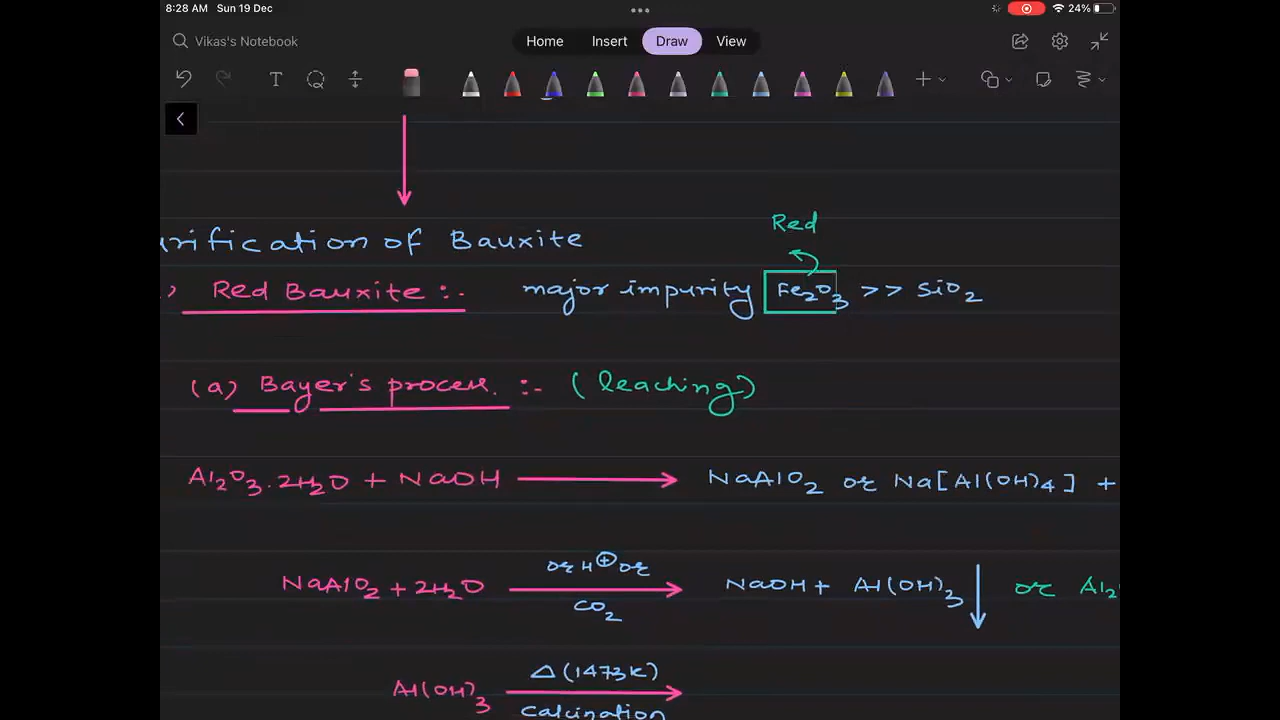 8:28 AM Sun 19 Dec
24%
Vikas's Notebook
Home Insert Draw View
Red
urification of Bauxite
) Red Bauxite :- major impurity Fe₂O₃ >> SiO₂
(a) Bayer's process. :- (leaching)
Al₂O₃.2H₂O + NaOH ⟶ NaAlO₂ or Na[Al(OH)₄] +
or H⊕ or
NaAlO₂ + 2H₂O ⟶ NaOH + Al(OH)₃ ↓ or Al₂
CO₂
Δ(1473K)
Al(OH)₃ ⟶
Calcination